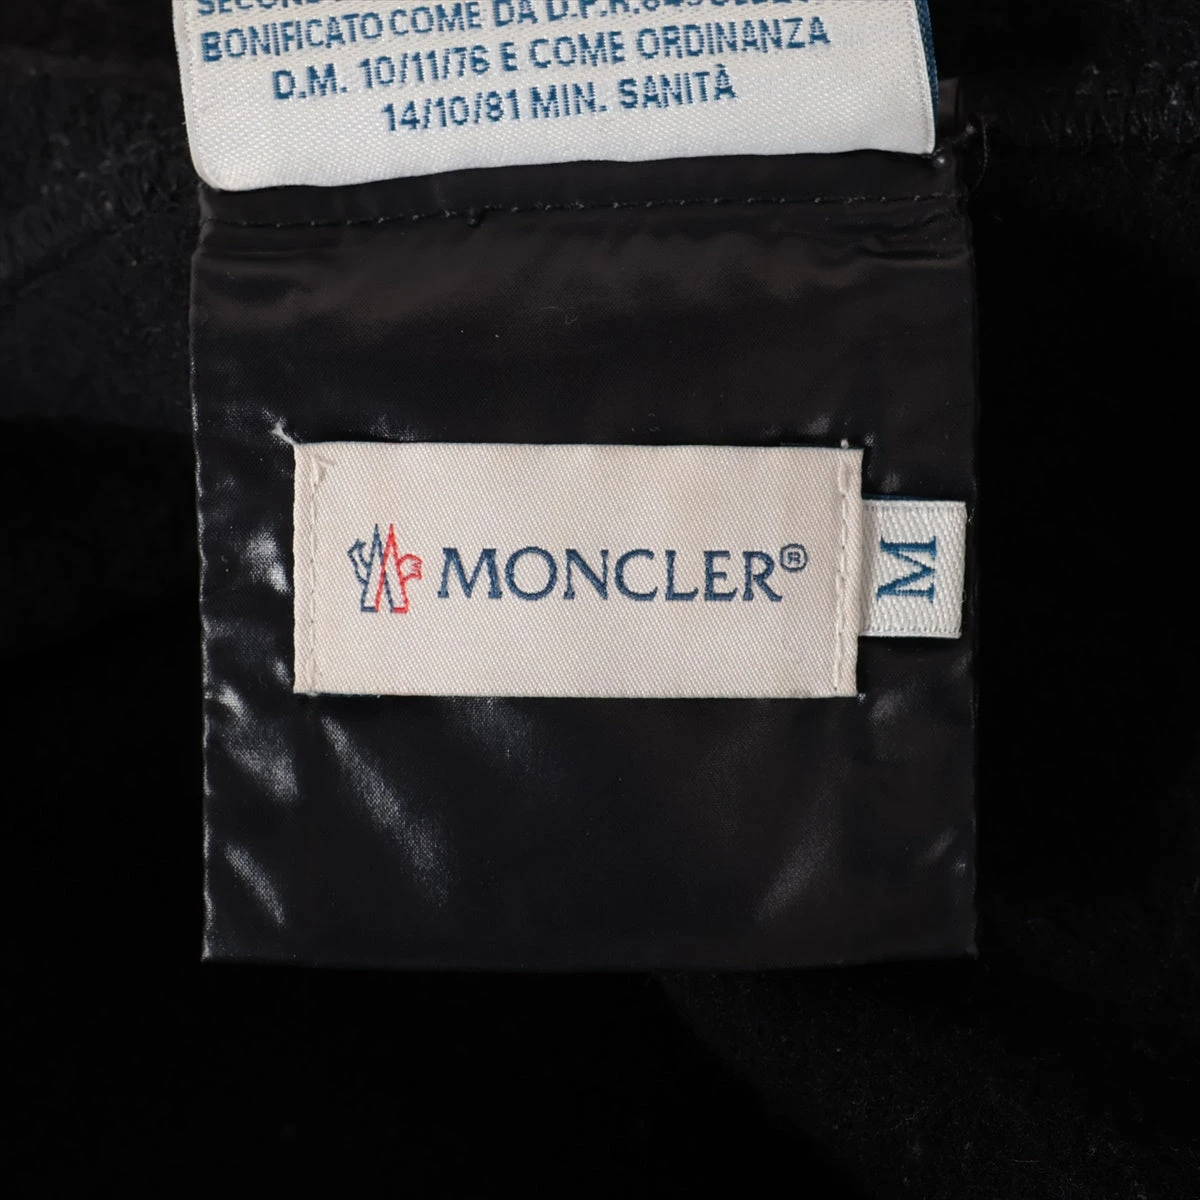 BONIFICATO COME DA D.P.R.
D.M. 10/11/76 E COME ORDINANZA
14/10/81 MIN. SANITÀ
MONCLER®
M